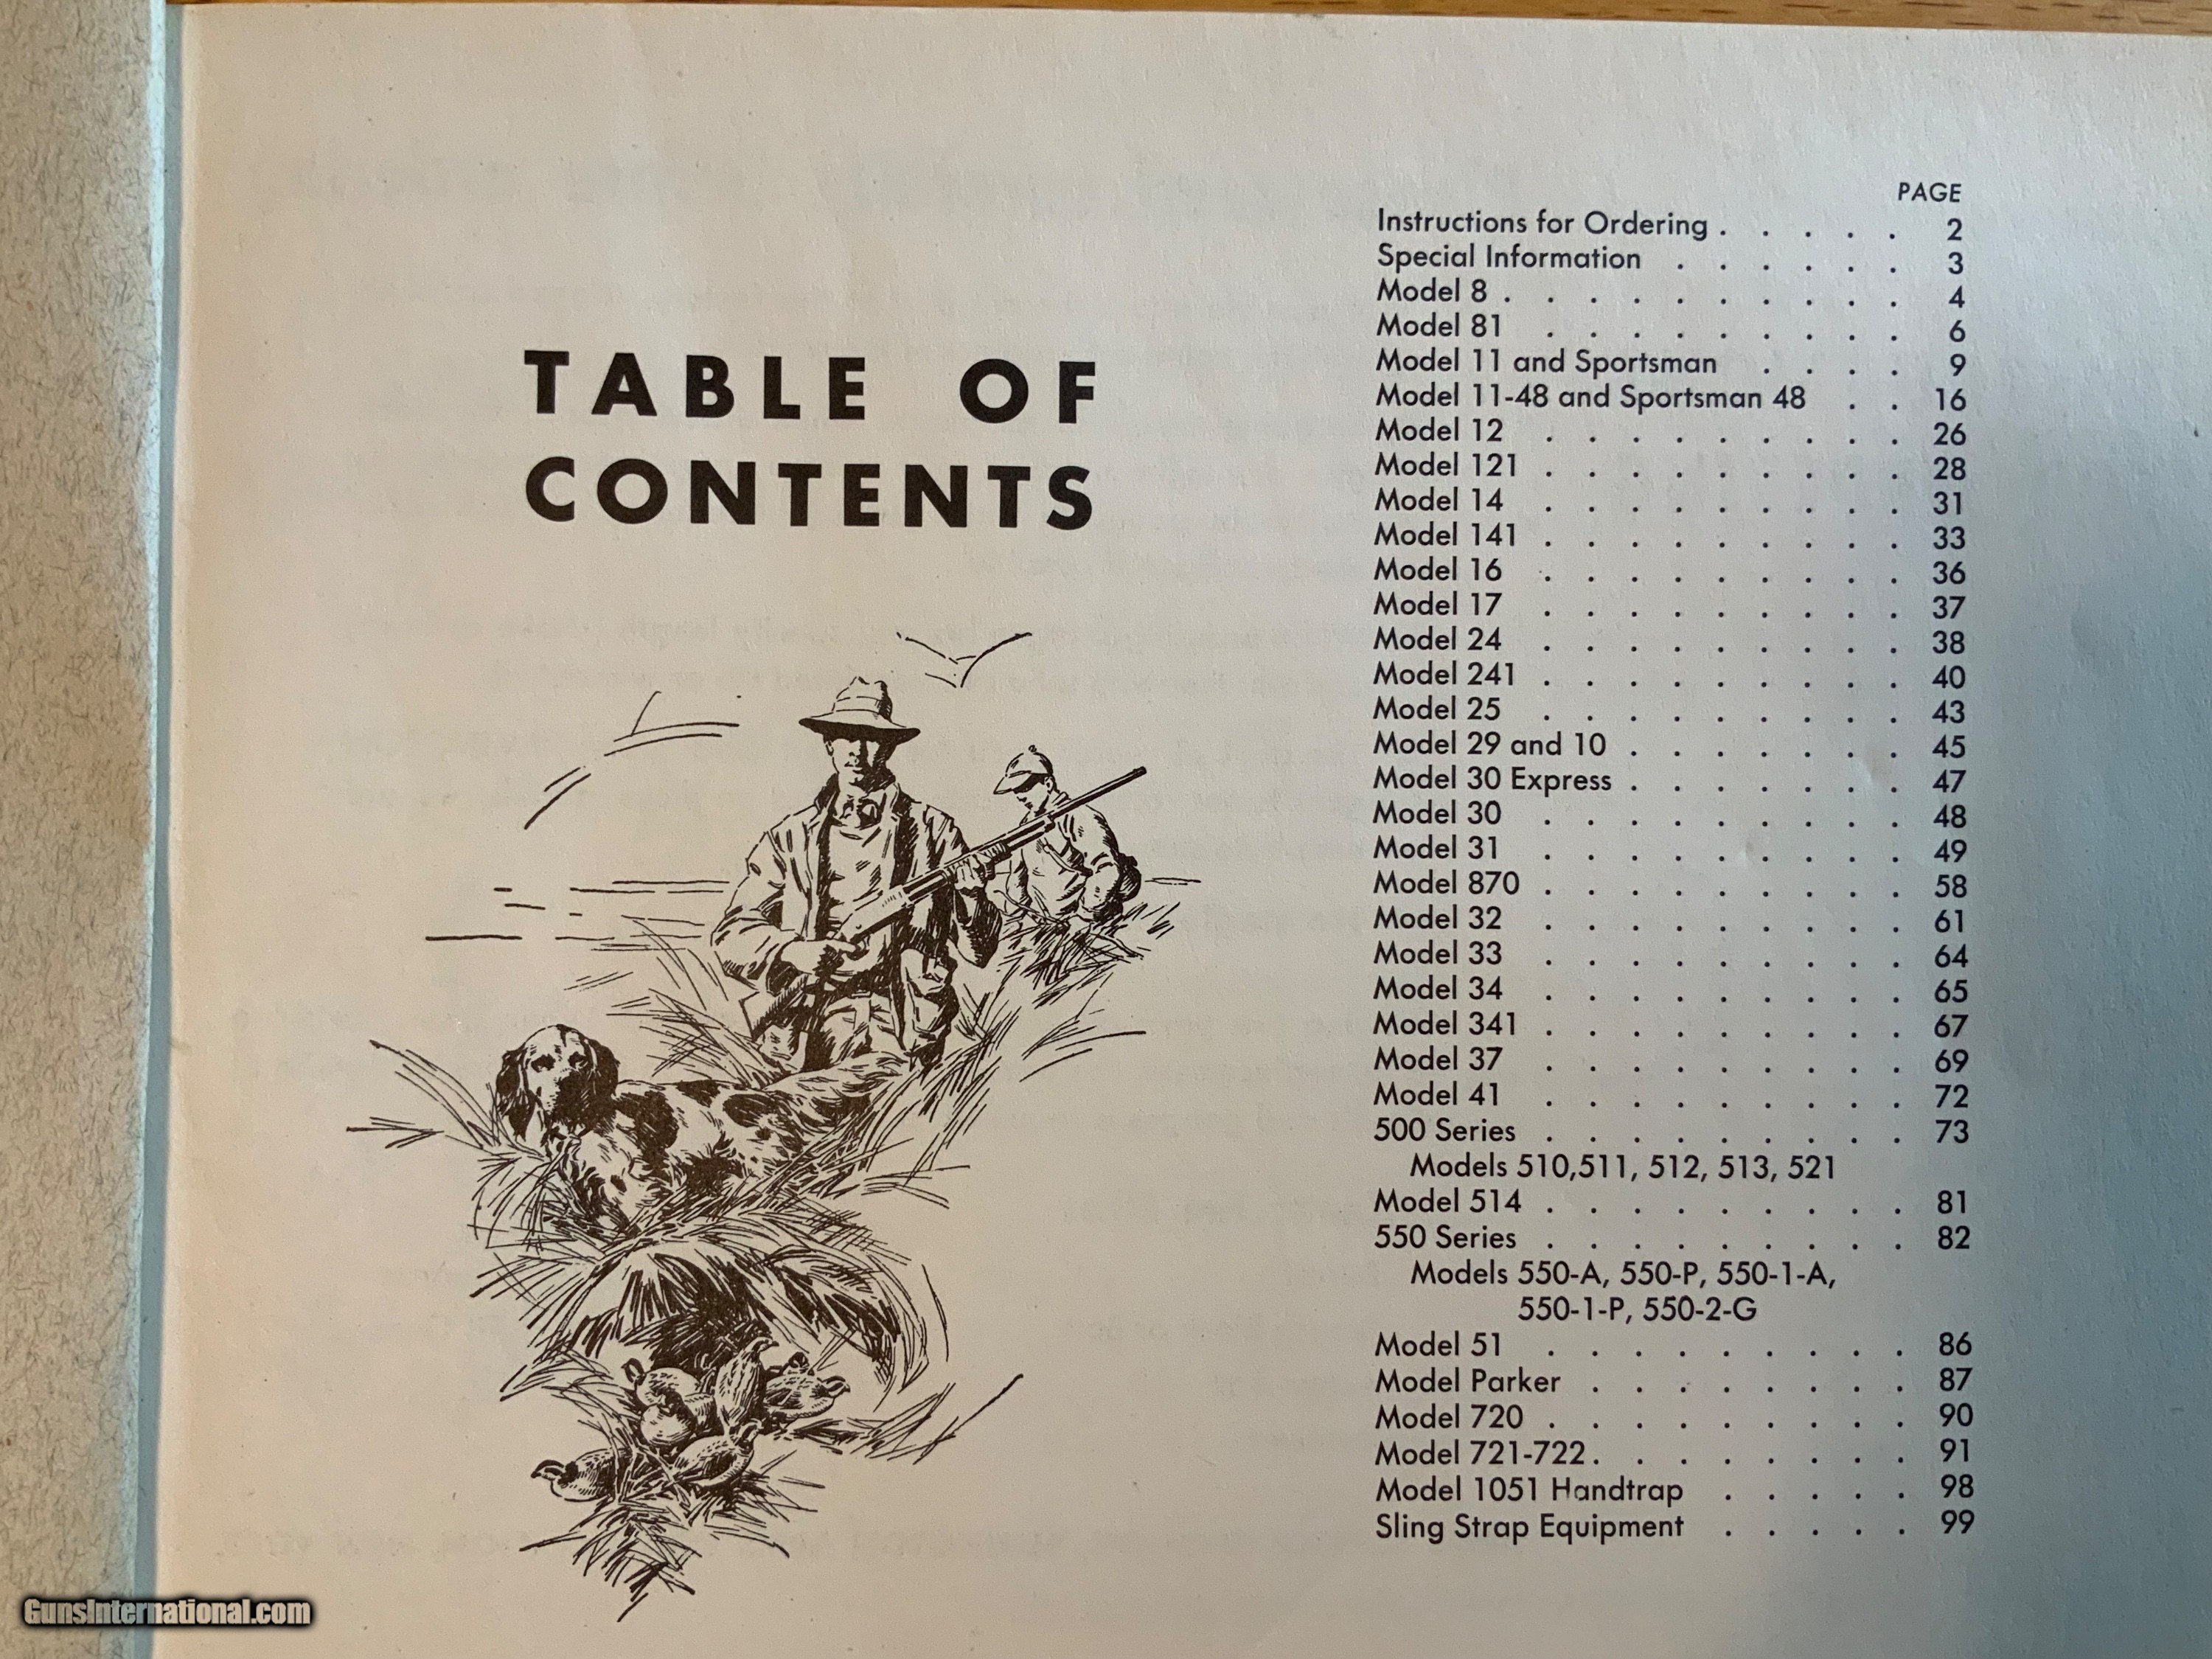 TABLE OF
CONTENTS
PAGE
Instructions for Ordering . . . . . 2
Special Information . . . . . . 3
Model 8 . . . . . . . . . . 4
Model 81 . . . . . . . . . 6
Model 11 and Sportsman . . . . 9
Model 11-48 and Sportsman 48 . . 16
Model 12 . . . . . . . . . 26
Model 121 . . . . . . . . . 28
Model 14 . . . . . . . . . 31
Model 141 . . . . . . . . . 33
Model 16 . . . . . . . . . 36
Model 17 . . . . . . . . . 37
Model 24 . . . . . . . . . 38
Model 241 . . . . . . . . . 40
Model 25 . . . . . . . . . 43
Model 29 and 10 . . . . . . . 45
Model 30 Express . . . . . . . 47
Model 30 . . . . . . . . . 48
Model 31 . . . . . . . . . 49
Model 870 . . . . . . . . . 58
Model 32 . . . . . . . . . 61
Model 33 . . . . . . . . . 64
Model 34 . . . . . . . . . 65
Model 341 . . . . . . . . . 67
Model 37 . . . . . . . . . 69
Model 41 . . . . . . . . . 72
500 Series . . . . . . . . . 73
Models 510,511, 512, 513, 521
Model 514 . . . . . . . . . 81
550 Series . . . . . . . . . 82
Models 550-A, 550-P, 550-1-A,
550-1-P, 550-2-G
Model 51 . . . . . . . . . 86
Model Parker . . . . . . . . 87
Model 720 . . . . . . . . . 90
Model 721-722 . . . . . . . . 91
Model 1051 Handtrap . . . . . 98
Sling Strap Equipment . . . . . 99
GunsInternational.com